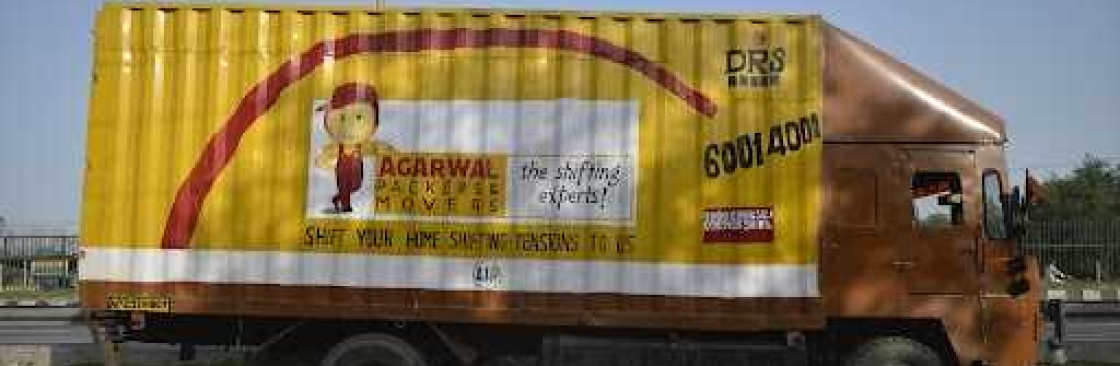 DRS
60014001
AGARWAL
PACKERS &
MOVERS
the shifting
experts!
SHIFT YOUR HOME SHIFTING TENSIONS TO US